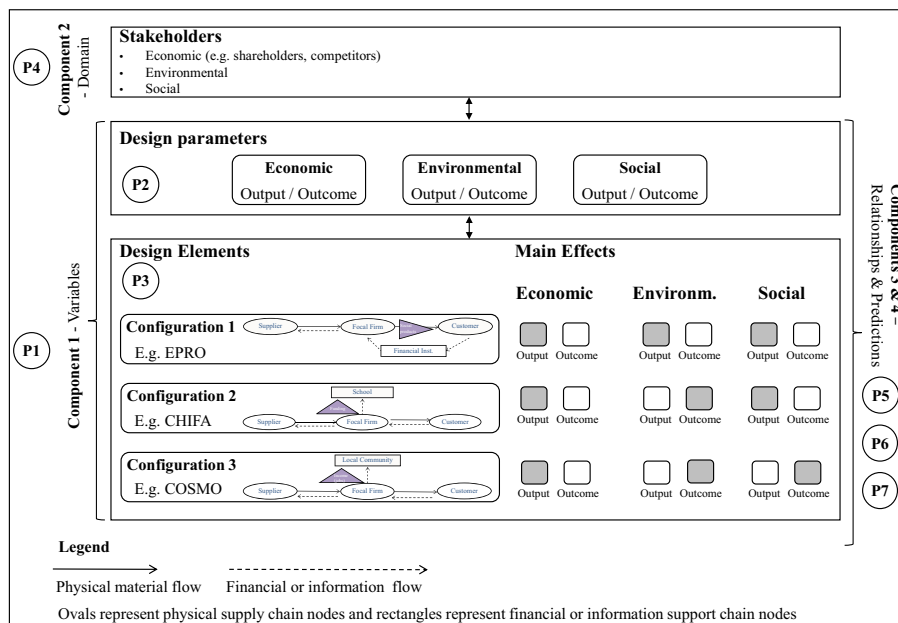 Component 2
- Domain
P4
Stakeholders
• Economic (e.g. shareholders, competitors)
• Environmental
• Social
Design parameters
P2
Economic
Output / Outcome
Environmental
Output / Outcome
Social
Output / Outcome
P1
Component 1 - Variables
Components 3 & 4 –
Relationships & Predictions
P5
P6
P7
Design Elements
P3
Main Effects
Economic Environm. Social
Configuration 1
E.g. EPRO
Supplier
Focal Firm
Customer
Financial Inst.
Output Outcome Output Outcome Output Outcome
Configuration 2
E.g. CHIFA
School
Supplier
Focal Firm
Customer
Output Outcome Output Outcome Output Outcome
Configuration 3
E.g. COSMO
Local Community
Supplier
Focal Firm
Customer
Output Outcome Output Outcome Output Outcome
Legend
Physical material flow
Financial or information flow
Ovals represent physical supply chain nodes and rectangles represent financial or information support chain nodes